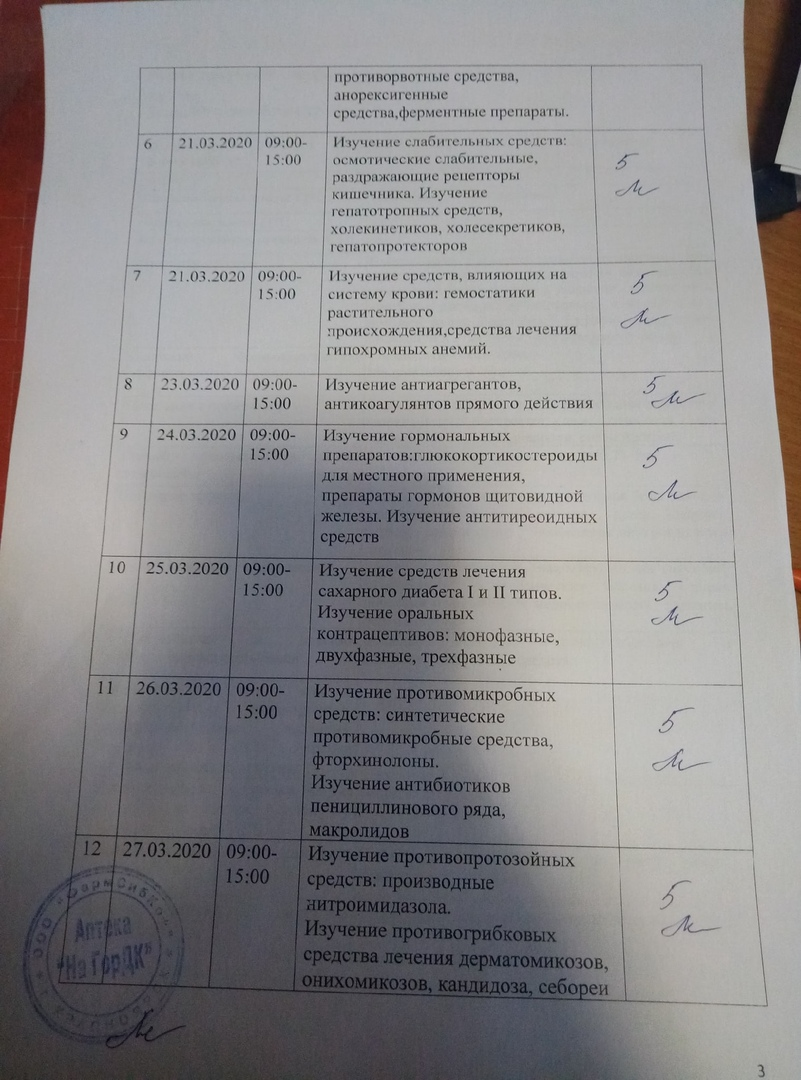 противорвотные средства,
анорексигенные
средства,ферментные препараты.
6 21.03.2020 09:00-
15:00
Изучение слабительных средств:
осмотические слабительные,
раздражающие рецепторы
кишечника. Изучение
гепатотропных средств,
холекинетиков, холесекретиков,
гепатопротекторов
5
7 21.03.2020 09:00-
15:00
Изучение средств, влияющих на
систему крови: гемостатики
растительного
происхождения,средства лечения
гипохромных анемий.
5
8 23.03.2020 09:00-
15:00
Изучение антиагрегантов,
антикоагулянтов прямого действия
5
9 24.03.2020 09:00-
15:00
Изучение гормональных
препаратов:глюкокортикостероиды
для местного применения,
препараты гормонов щитовидной
железы. Изучение антитиреоидных
средств
5
10 25.03.2020 09:00-
15:00
Изучение средств лечения
сахарного диабета I и II типов.
Изучение оральных
контрацептивов: монофазные,
двухфазные, трехфазные
5
11 26.03.2020 09:00-
15:00
Изучение противомикробных
средств: синтетические
противомикробные средства,
фторхинолоны.
Изучение антибиотиков
пенициллинового ряда,
макролидов
5
12 27.03.2020 09:00-
15:00
Изучение противопротозойных
средств: производные
нитроимидазола.
Изучение противогрибковых
средства лечения дерматомикозов,
онихомикозов, кандидоза, себореи
5
ООО
Аптека
"На ГорДК"
3